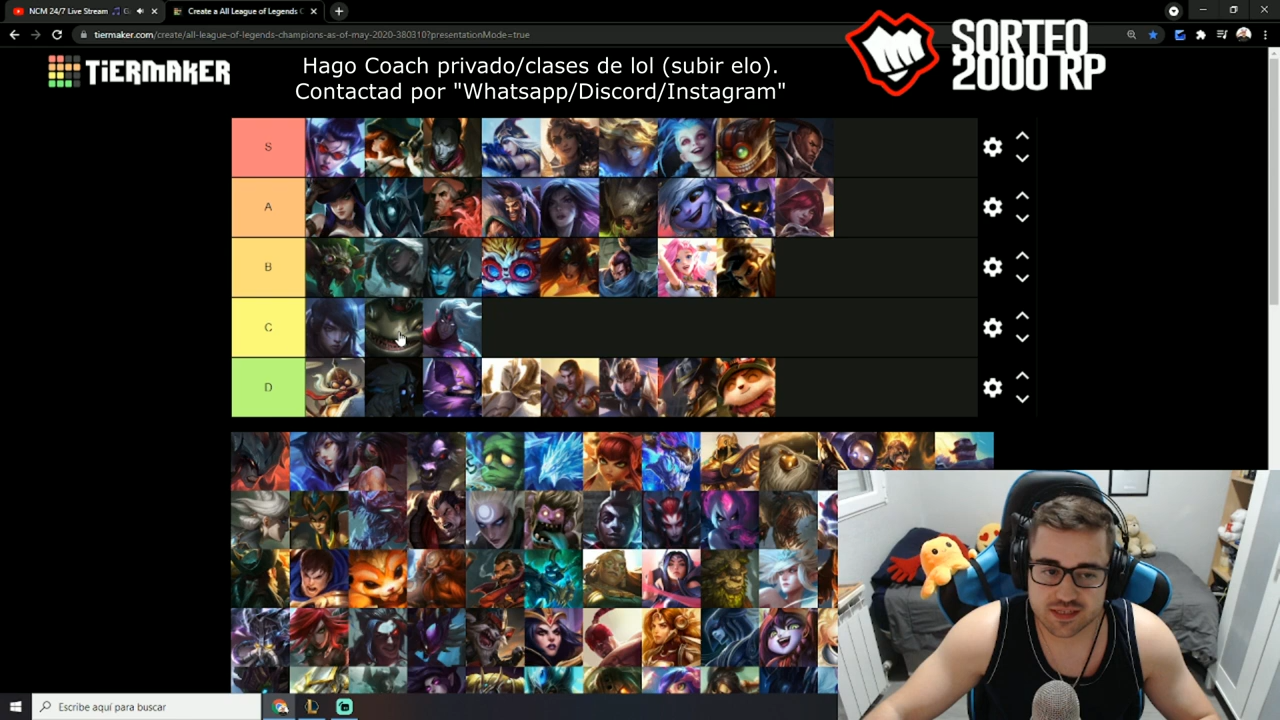 NCM 24/7 Live Stream
Create a All League of Legends C
tiermaker.com/create/all-league-of-legends-champions-as-of-may-2020-380310?presentationMode=true
TiERMAKER
Hago Coach privado/clases de lol (subir elo).
Contactad por "Whatsapp/Discord/Instagram"
SORTEO
2000 RP
S
A
B
C
D
Escribe aquí para buscar